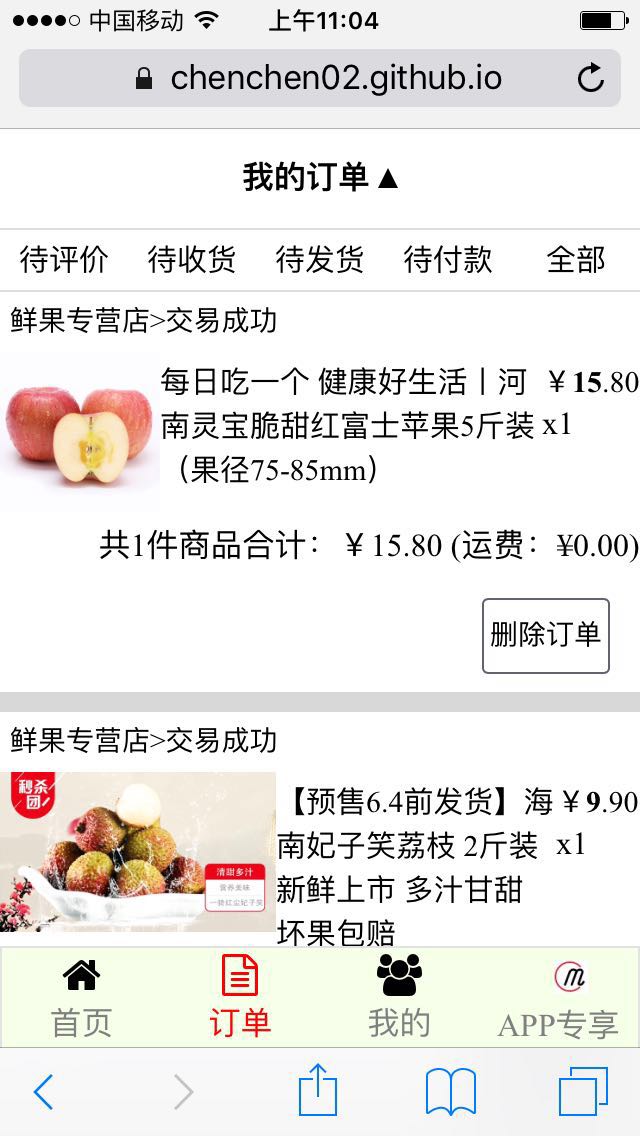 中国移动 上午11:04
chenchen02.github.io
我的订单▲
待评价 待收货 待发货 待付款 全部
鲜果专营店>交易成功
每日吃一个 健康好生活丨河 ￥15.80
南灵宝脆甜红富士苹果5斤装 x1
（果径75-85mm）
共1件商品合计：￥15.80 (运费：¥0.00)
删除订单
鲜果专营店>交易成功
秒杀
团
清甜多汁
营养美味
一骑红尘妃子笑
【预售6.4前发货】海 ￥9.90
南妃子笑荔枝 2斤装 x1
新鲜上市 多汁甘甜
坏果包赔
首页 订单 我的 APP专享